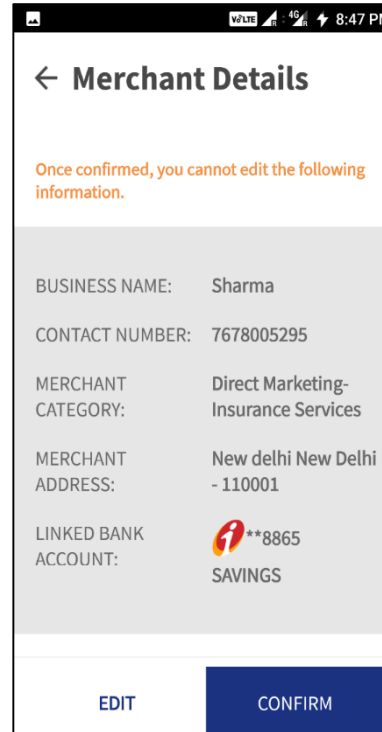 VoLTE R 4G R 8:47 PM
← Merchant Details
Once confirmed, you cannot edit the following
information.
BUSINESS NAME: Sharma
CONTACT NUMBER: 7678005295
MERCHANT Direct Marketing-
CATEGORY: Insurance Services
MERCHANT New delhi New Delhi
ADDRESS: - 110001
LINKED BANK **8865
ACCOUNT: SAVINGS
EDIT CONFIRM